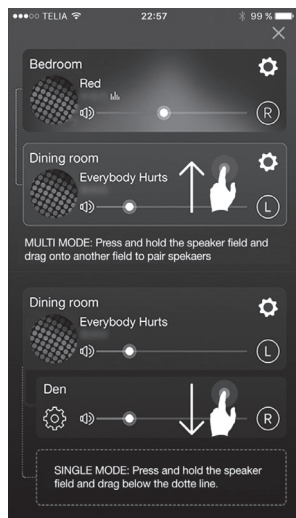 ●●●○○ TELIA 22:57 99 %
Bedroom
Red
R
Dining room
Everybody Hurts
L
MULTI MODE: Press and hold the speaker field and
drag onto another field to pair spekaers
Dining room
Everybody Hurts
L
Den
R
SINGLE MODE: Press and hold the speaker
field and drag below the dotte line.